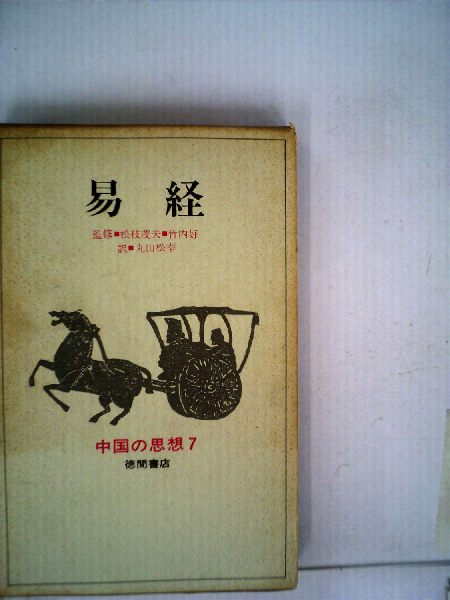 易経
監修■松枝茂夫■竹内好
訳■丸山松幸
中国の思想7
徳間書店